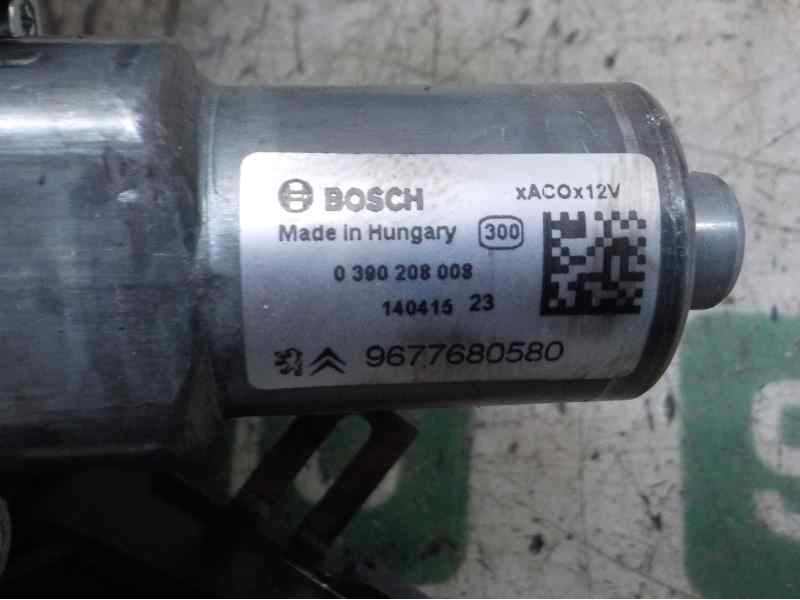 BOSCH
xACOx12V
Made in Hungary
300
0 390 208 008
140415 23
9677680580